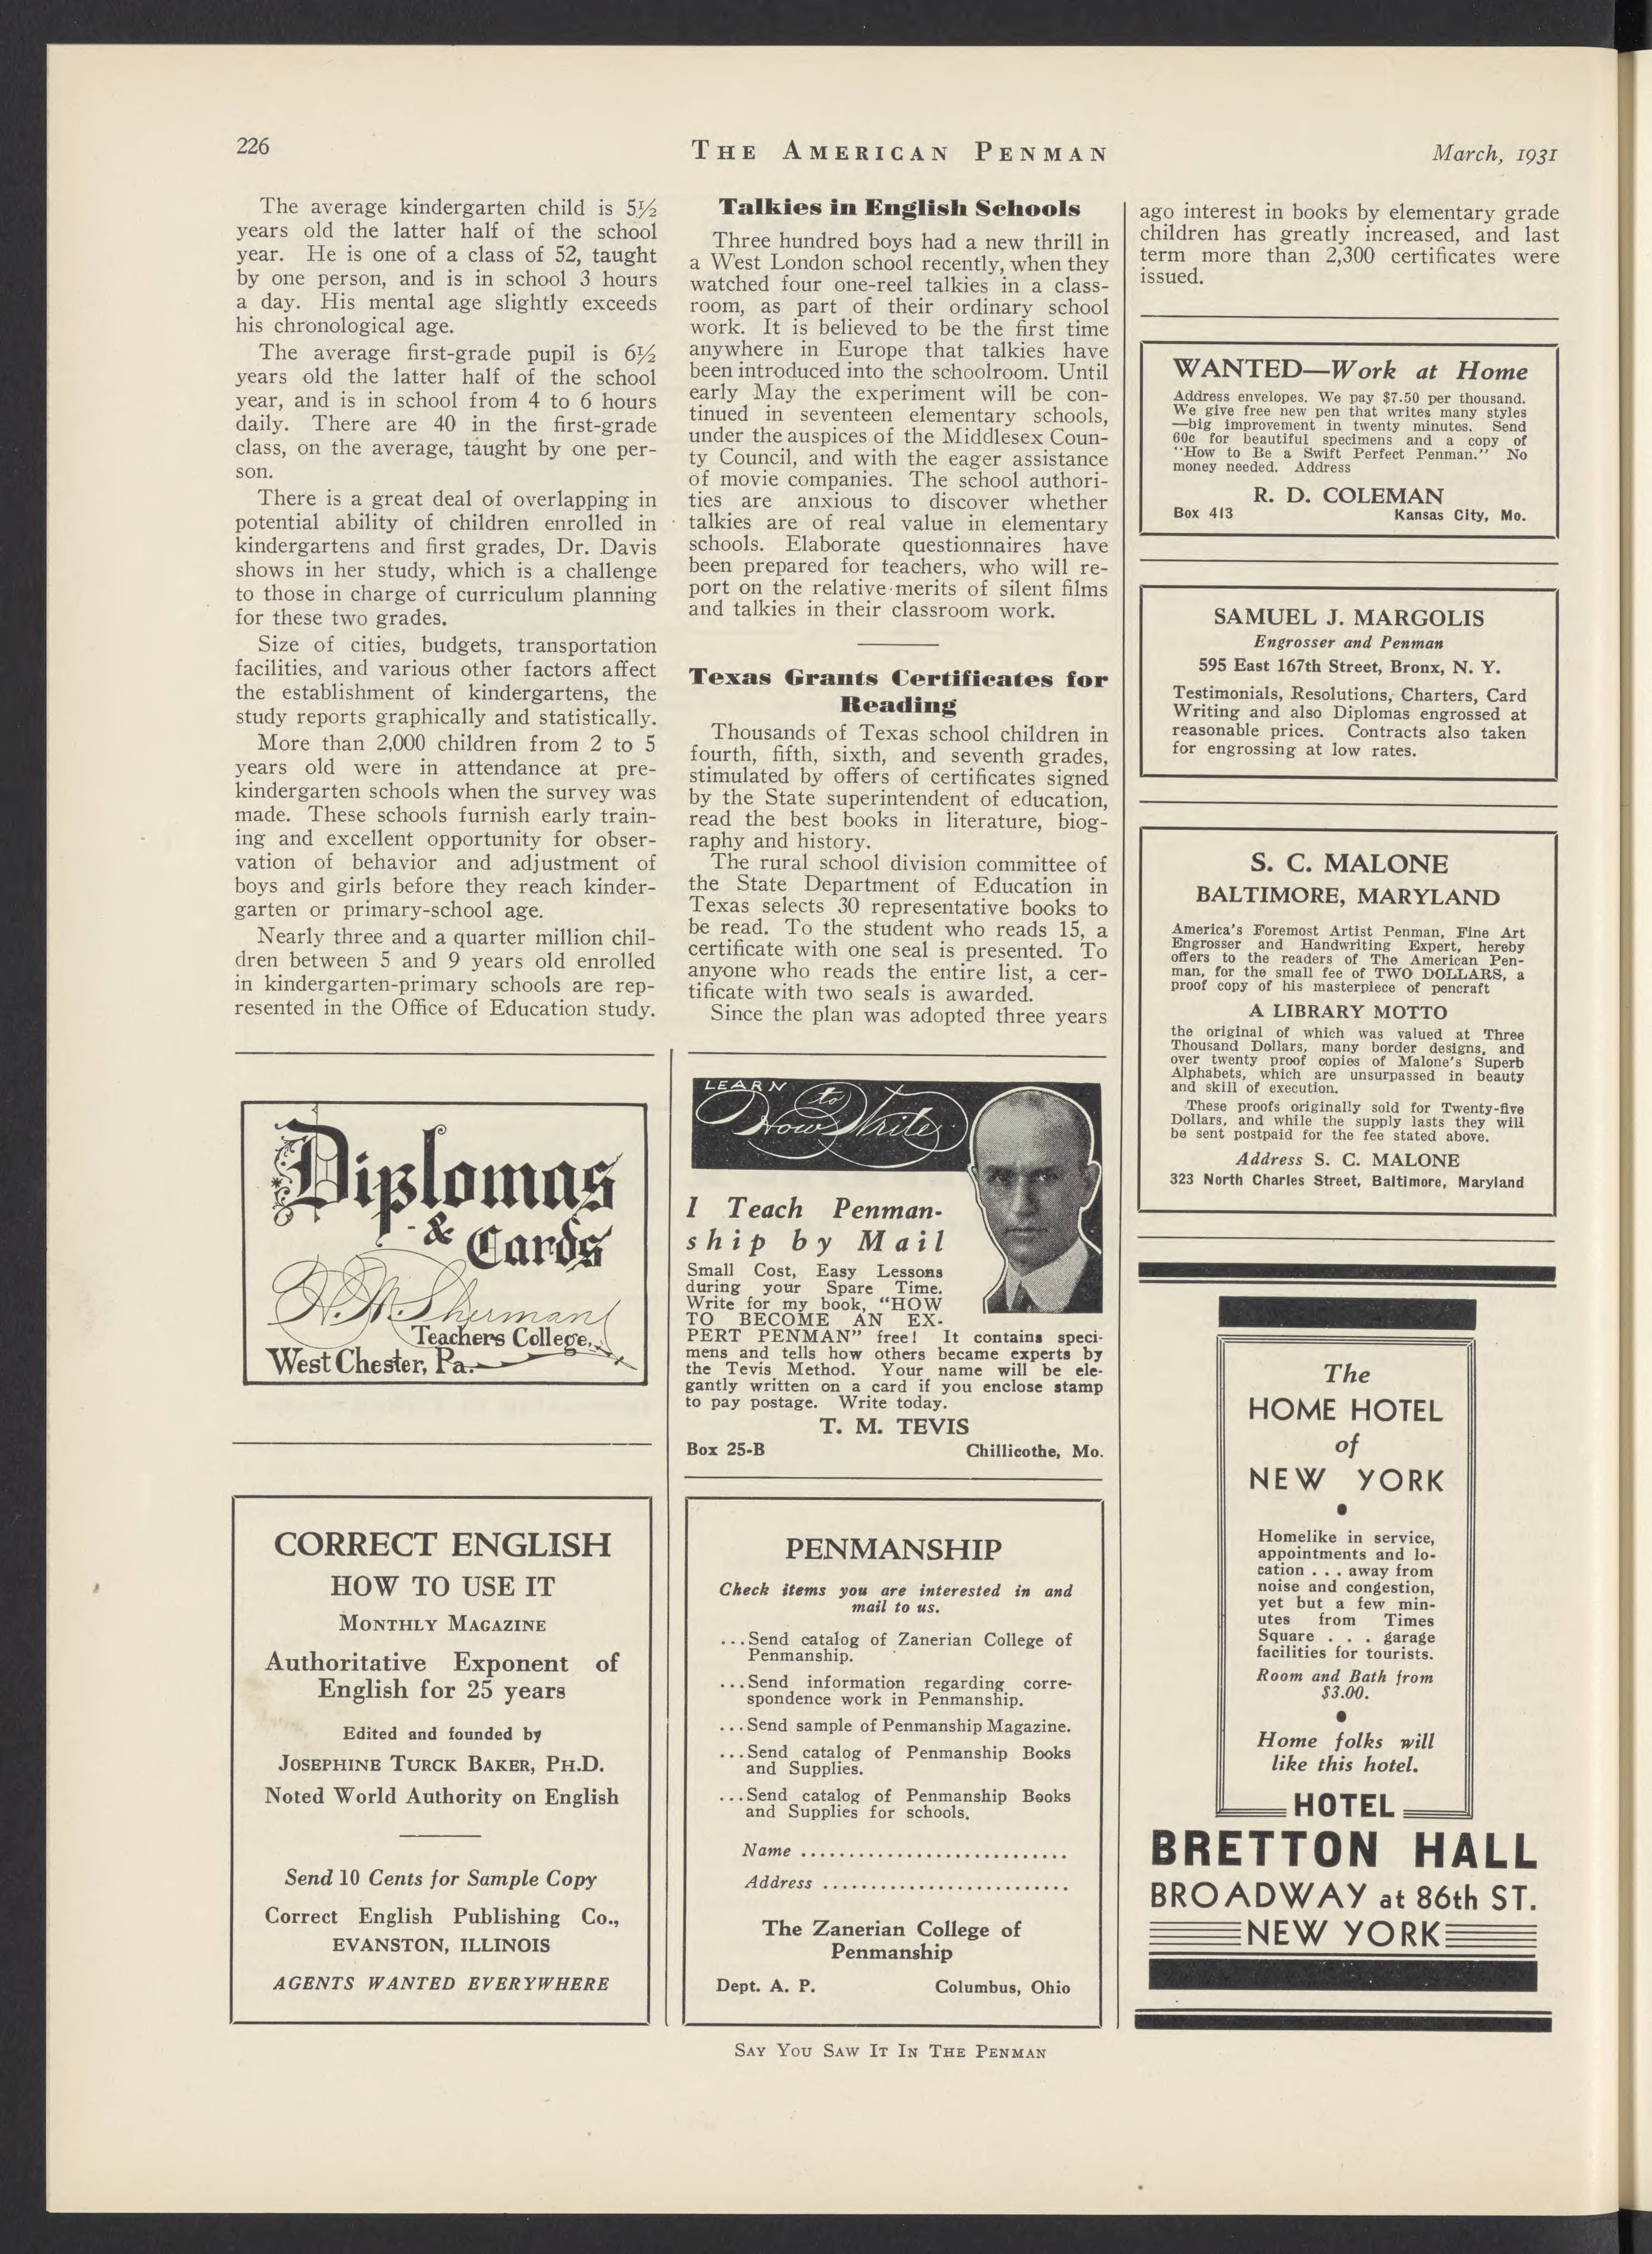 226
THE AMERICAN PENMAN
March, 1931
The average kindergarten child is 5½
years old the latter half of the school
year. He is one of a class of 52, taught
by one person, and is in school 3 hours
a day. His mental age slightly exceeds
his chronological age.
The average first-grade pupil is 6½
years old the latter half of the school
year, and is in school from 4 to 6 hours
daily. There are 40 in the first-grade
class, on the average, taught by one per-
son.
There is a great deal of overlapping in
potential ability of children enrolled in
kindergartens and first grades, Dr. Davis
shows in her study, which is a challenge
to those in charge of curriculum planning
for these two grades.
Size of cities, budgets, transportation
facilities, and various other factors affect
the establishment of kindergartens, the
study reports graphically and statistically.
More than 2,000 children from 2 to 5
years old were in attendance at pre-
kindergarten schools when the survey was
made. These schools furnish early train-
ing and excellent opportunity for obser-
vation of behavior and adjustment of
boys and girls before they reach kinder-
garten or primary-school age.
Nearly three and a quarter million chil-
dren between 5 and 9 years old enrolled
in kindergarten-primary schools are rep-
resented in the Office of Education study.
Talkies in English Schools
Three hundred boys had a new thrill in
a West London school recently, when they
watched four one-reel talkies in a class-
room, as part of their ordinary school
work. It is believed to be the first time
anywhere in Europe that talkies have
been introduced into the schoolroom. Until
early May the experiment will be con-
tinued in seventeen elementary schools,
under the auspices of the Middlesex Coun-
ty Council, and with the eager assistance
of movie companies. The school authori-
ties are anxious to discover whether
talkies are of real value in elementary
schools. Elaborate questionnaires have
been prepared for teachers, who will re-
port on the relative merits of silent films
and talkies in their classroom work.
Texas Grants Certificates for
Reading
Thousands of Texas school children in
fourth, fifth, sixth, and seventh grades,
stimulated by offers of certificates signed
by the State superintendent of education,
read the best books in literature, biog-
raphy and history.
The rural school division committee of
the State Department of Education in
Texas selects 30 representative books to
be read. To the student who reads 15, a
certificate with one seal is presented. To
anyone who reads the entire list, a cer-
tificate with two seals is awarded.
Since the plan was adopted three years
ago interest in books by elementary grade
children has greatly increased, and last
term more than 2,300 certificates were
issued.
WANTED—Work at Home
Address envelopes. We pay $7.50 per thousand.
We give free new pen that writes many styles
—big improvement in twenty minutes. Send
60c for beautiful specimens and a copy of
"How to Be a Swift Perfect Penman." No
money needed. Address
R. D. COLEMAN
Box 413 Kansas City, Mo.
SAMUEL J. MARGOLIS
Engrosser and Penman
595 East 167th Street, Bronx, N. Y.
Testimonials, Resolutions, Charters, Card
Writing and also Diplomas engrossed at
reasonable prices. Contracts also taken
for engrossing at low rates.
S. C. MALONE
BALTIMORE, MARYLAND
America's Foremost Artist Penman, Fine Art
Engrosser and Handwriting Expert, hereby
offers to the readers of The American Pen-
man, for the small fee of TWO DOLLARS, a
proof copy of his masterpiece of pencraft
A LIBRARY MOTTO
the original of which was valued at Three
Thousand Dollars, many border designs, and
over twenty proof copies of Malone's Superb
Alphabets, which are unsurpassed in beauty
and skill of execution.
These proofs originally sold for Twenty-five
Dollars, and while the supply lasts they will
be sent postpaid for the fee stated above.
Address S. C. MALONE
323 North Charles Street, Baltimore, Maryland
Diplomas
& Cards
H. M. Sherman
Teachers College,
West Chester, Pa.
LEARN
How to Write
I Teach Penman-
ship by Mail
Small Cost, Easy Lessons
during your Spare Time.
Write for my book, "HOW
TO BECOME AN EX-
PERT PENMAN" free! It contains speci-
mens and tells how others became experts by
the Tevis Method. Your name will be ele-
gantly written on a card if you enclose stamp
to pay postage. Write today.
T. M. TEVIS
Box 25-B Chillicothe, Mo.
CORRECT ENGLISH
HOW TO USE IT
MONTHLY MAGAZINE
Authoritative Exponent of
English for 25 years
Edited and founded by
JOSEPHINE TURCK BAKER, PH.D.
Noted World Authority on English
Send 10 Cents for Sample Copy
Correct English Publishing Co.,
EVANSTON, ILLINOIS
AGENTS WANTED EVERYWHERE
PENMANSHIP
Check items you are interested in and
mail to us.
...Send catalog of Zanerian College of
Penmanship.
...Send information regarding corre-
spondence work in Penmanship.
...Send sample of Penmanship Magazine.
...Send catalog of Penmanship Books
and Supplies.
...Send catalog of Penmanship Books
and Supplies for schools.
Name ............................
Address ..........................
The Zanerian College of
Penmanship
Dept. A. P. Columbus, Ohio
The
HOME HOTEL
of
NEW YORK
Homelike in service,
appointments and lo-
cation . . . away from
noise and congestion,
yet but a few min-
utes from Times
Square . . . garage
facilities for tourists.
Room and Bath from
$3.00.
Home folks will
like this hotel.
HOTEL
BRETTON HALL
BROADWAY at 86th ST.
NEW YORK
SAY YOU SAW IT IN THE PENMAN